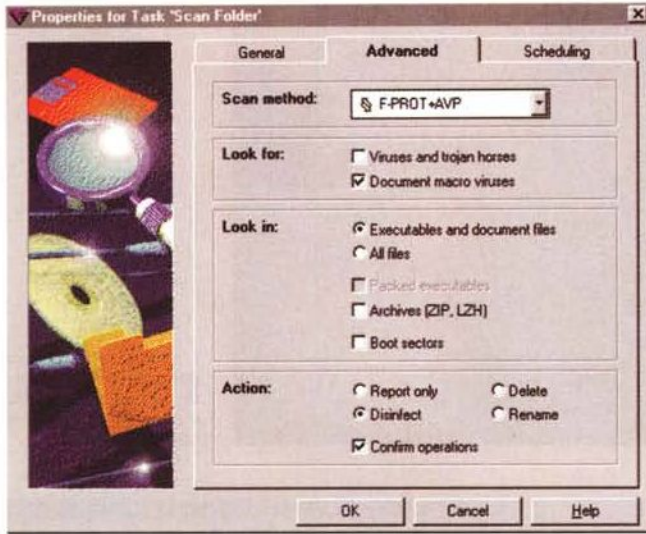 Properties for Task 'Scan Folder'
General
Advanced
Scheduling
Scan method:
F-PROT+AVP
Look for:
Viruses and trojan horses
Document macro viruses
Look in:
Executables and document files
All files
Packed executables
Archives (ZIP, LZH)
Boot sectors
Action:
Report only
Delete
Disinfect
Rename
Confirm operations
OK
Cancel
Help